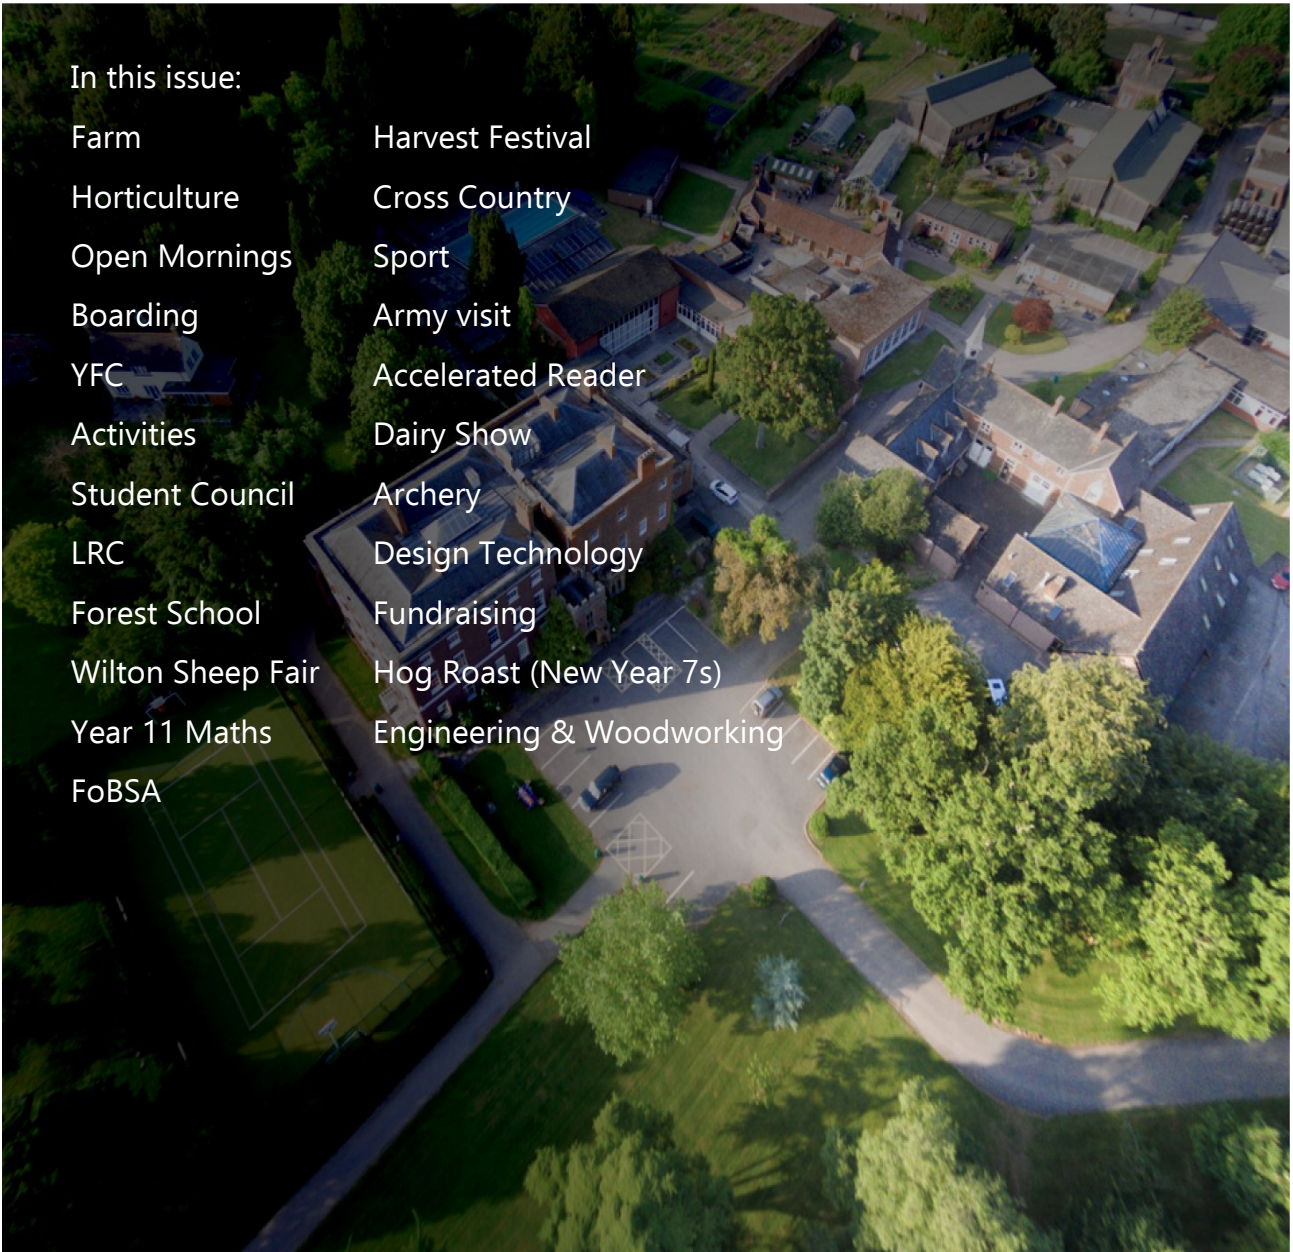 In this issue:
Farm
Horticulture
Open Mornings
Boarding
YFC
Activities
Student Council
LRC
Forest School
Wilton Sheep Fair
Year 11 Maths
FoBSA
Harvest Festival
Cross Country
Sport
Army visit
Accelerated Reader
Dairy Show
Archery
Design Technology
Fundraising
Hog Roast (New Year 7s)
Engineering & Woodworking